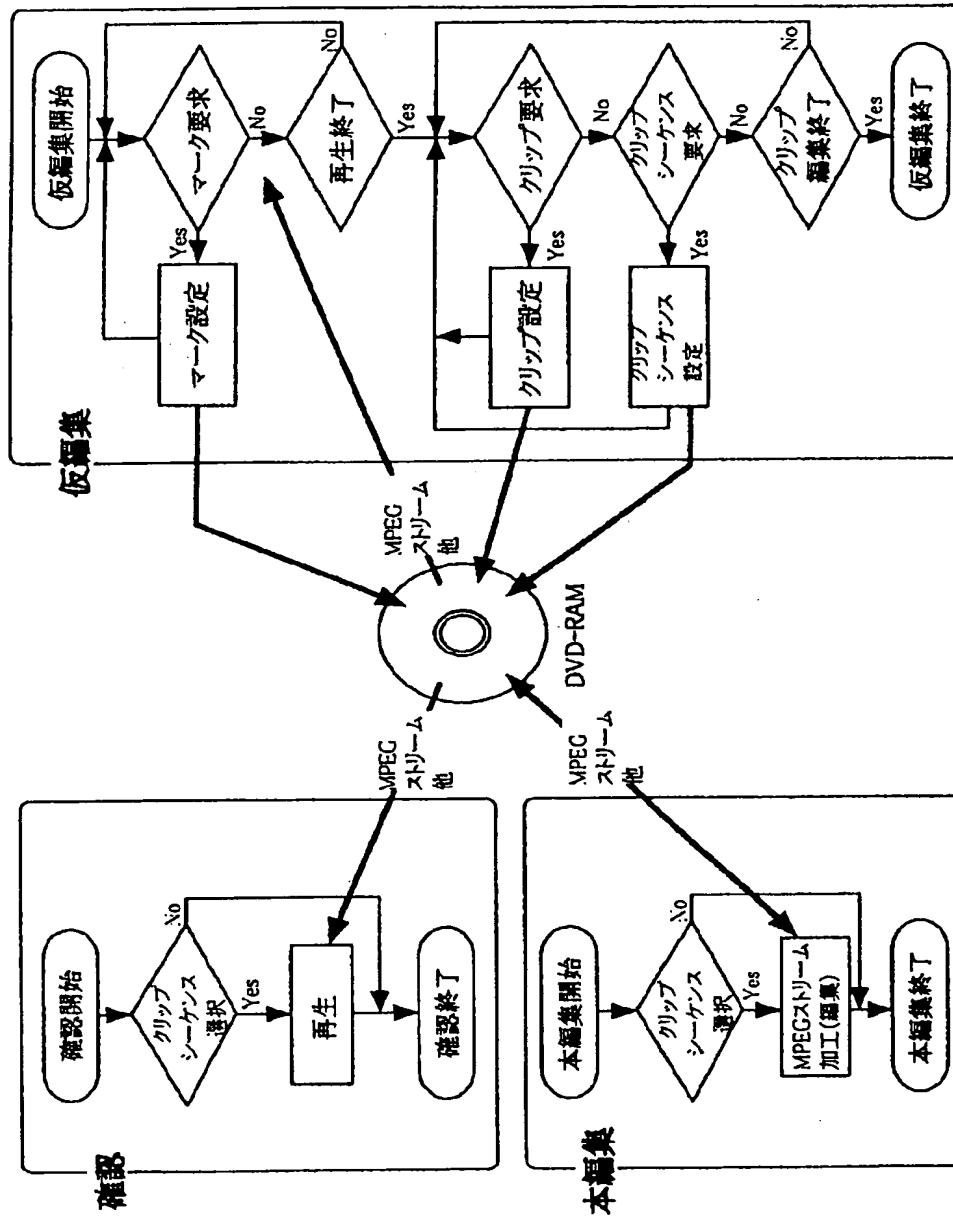 仮編集
仮編集開始
マーク要求
Yes
No
マーク設定
再生終了
No
Yes
クリップ要求
Yes
No
クリップ設定
クリップ
シーケンス
要求
Yes
No
クリップ
シーケンス
設定
クリップ
編集終了
No
Yes
仮編集終了
MPEG
ストリーム
他
DVD-RAM
MPEG
ストリーム
他
MPEG
ストリーム
他
確認
確認開始
クリップ
シーケンス
選択
No
Yes
再生
確認終了
本編集
本編集開始
クリップ
シーケンス
選択
No
Yes
MPEGストリーム
加工(編集)
本編集終了